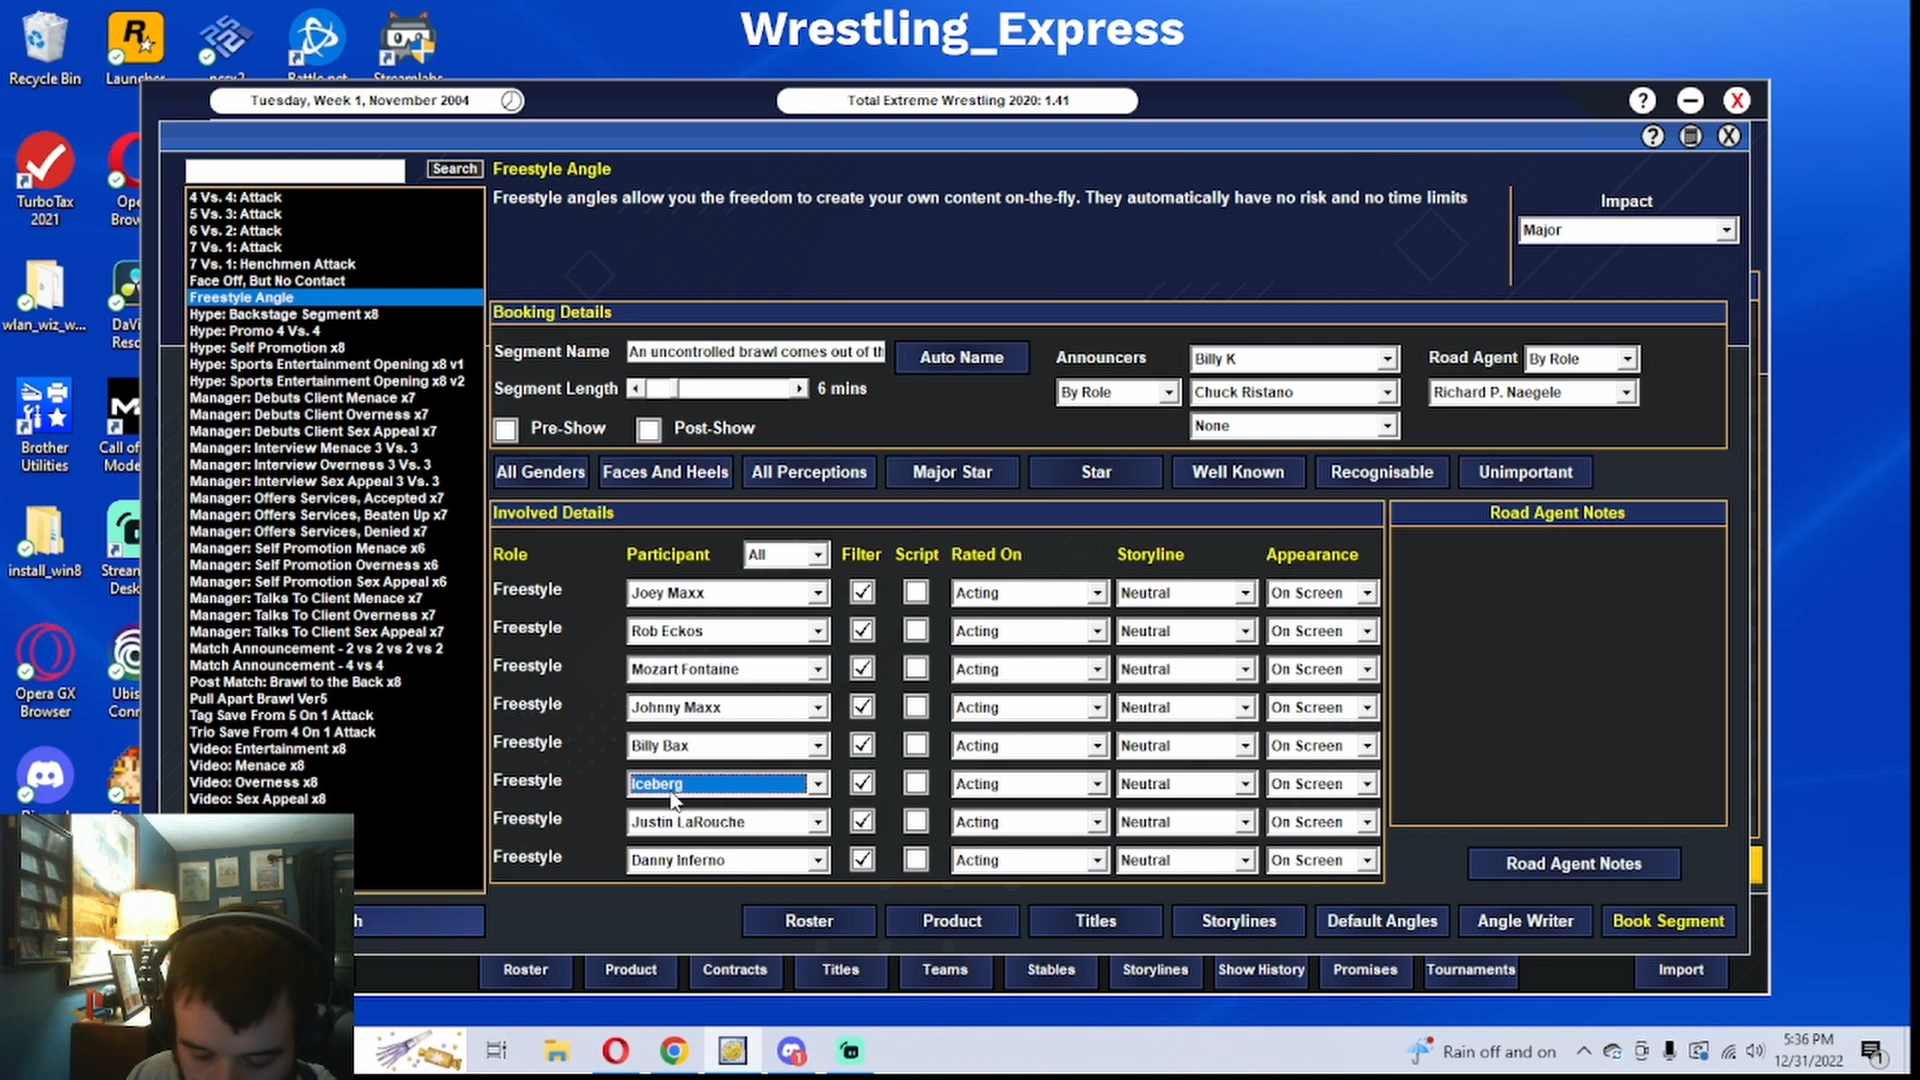 Wrestling_Express
Recycle Bin
Tuesday, Week 1, November 2004
Total Extreme Wrestling 2020: 1.41
Search
Freestyle Angle
Freestyle angles allow you the freedom to create your own content on-the-fly. They automatically have no risk and no time limits
Impact
Major
4 Vs. 4: Attack
5 Vs. 3: Attack
6 Vs. 2: Attack
7 Vs. 1: Attack
7 Vs. 1: Henchmen Attack
Face Off, But No Contact
Freestyle Angle
Hype: Backstage Segment x8
Hype: Promo 4 Vs. 4
Hype: Self Promotion x8
Hype: Sports Entertainment Opening x8 v1
Hype: Sports Entertainment Opening x8 v2
Manager: Debuts Client Menace x7
Manager: Debuts Client Overness x7
Manager: Debuts Client Sex Appeal x7
Manager: Interview Menace 3 Vs. 3
Manager: Interview Overness 3 Vs. 3
Manager: Interview Sex Appeal 3 Vs. 3
Manager: Offers Services, Accepted x7
Manager: Offers Services, Beaten Up x7
Manager: Offers Services, Denied x7
Manager: Self Promotion Menace x6
Manager: Self Promotion Overness x6
Manager: Self Promotion Sex Appeal x6
Manager: Talks To Client Menace x7
Manager: Talks To Client Overness x7
Manager: Talks To Client Sex Appeal x7
Match Announcement - 2 vs 2 vs 2 vs 2
Match Announcement - 4 vs 4
Post Match: Brawl to the Back x8
Pull Apart Brawl Ver5
Tag Save From 5 On 1 Attack
Trio Save From 4 On 1 Attack
Video: Entertainment x8
Video: Menace x8
Video: Overness x8
Video: Sex Appeal x8
Booking Details
Segment Name An uncontrolled brawl comes out of th Auto Name Announcers Billy K Road Agent By Role
Segment Length 6 mins By Role Chuck Ristano Richard P. Naegele
Pre-Show Post-Show None
All Genders Faces And Heels All Perceptions Major Star Star Well Known Recognisable Unimportant
Involved Details Road Agent Notes
Role Participant All Filter Script Rated On Storyline Appearance
Freestyle Joey Maxx Acting Neutral On Screen
Freestyle Rob Eckos Acting Neutral On Screen
Freestyle Mozart Fontaine Acting Neutral On Screen
Freestyle Johnny Maxx Acting Neutral On Screen
Freestyle Billy Bax Acting Neutral On Screen
Freestyle Iceberg Acting Neutral On Screen
Freestyle Justin LaRouche Acting Neutral On Screen
Freestyle Danny Inferno Acting Neutral On Screen
Road Agent Notes
h Roster Product Titles Storylines Default Angles Angle Writer Book Segment
Roster Product Contracts Titles Teams Stables Storylines Show History Promises Tournaments Import
TurboTax
2021
Ope
Brow
wlan_wiz_w...
DaVi
Reso
Brother
Utilities
Call of
Mode
install_win8
Stream
Desk
Opera GX
Browser
Ubis
Conn
Rain off and on
5:36 PM
12/31/2022